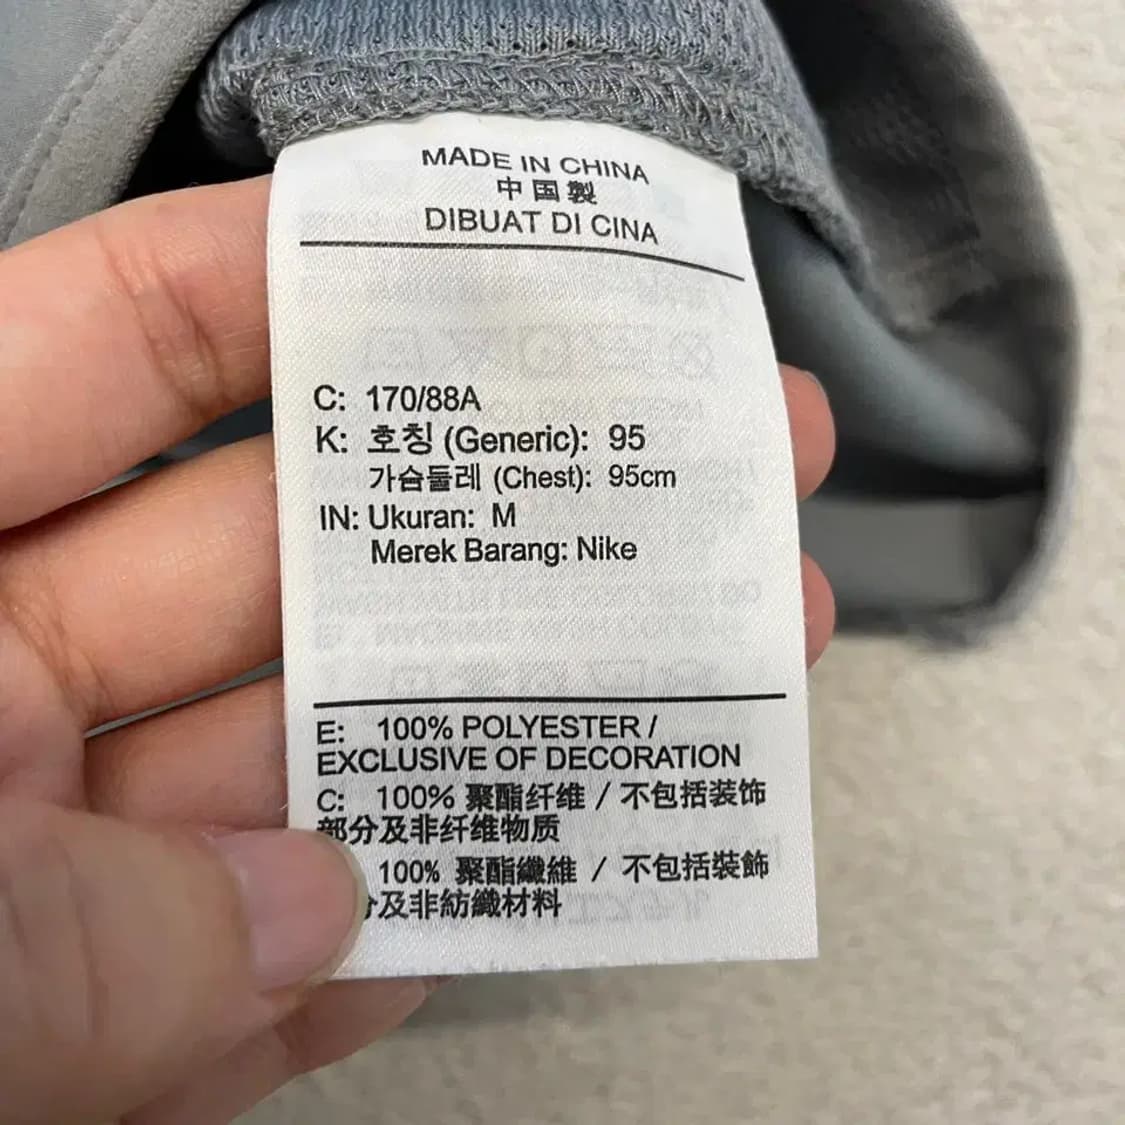 MADE IN CHINA
中国製
DIBUAT DI CINA
C: 170/88A
K: 호칭 (Generic): 95
가슴둘레 (Chest): 95cm
IN: Ukuran: M
Merek Barang: Nike
E: 100% POLYESTER /
EXCLUSIVE OF DECORATION
C: 100% 聚酯纤维 / 不包括装饰
部分及非纤维物质
100% 聚酯纖維 / 不包括裝飾
分及非紡織材料